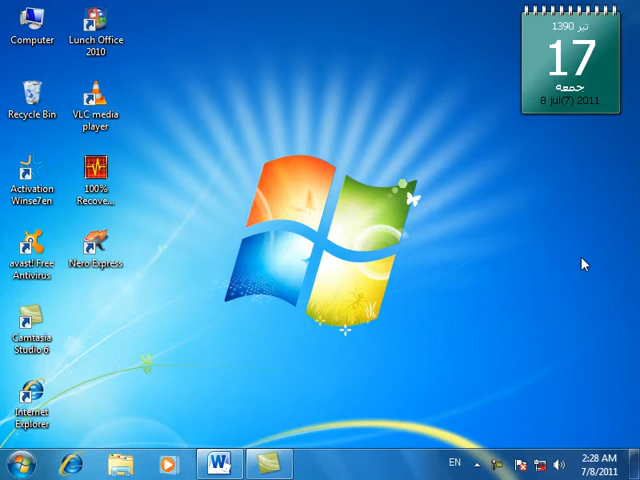 Computer
Lunch Office
2010
Recycle Bin
VLC media
player
Activation
Winse7en
100%
Recove...
avast! Free
Antivirus
Nero Express
Camtasia
Studio 6
Internet
Explorer
تیر 1390
17
جمعه
8 jul(7) 2011
W
EN
2:28 AM
7/8/2011